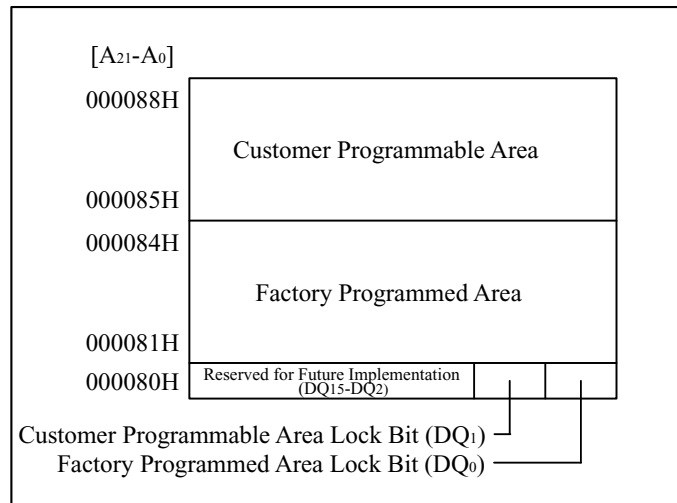 [A21-A0]
000088H
Customer Programmable Area
000085H
000084H
Factory Programmed Area
000081H
000080H
Reserved for Future Implementation
(DQ15-DQ2)
Customer Programmable Area Lock Bit (DQ1)
Factory Programmed Area Lock Bit (DQ0)